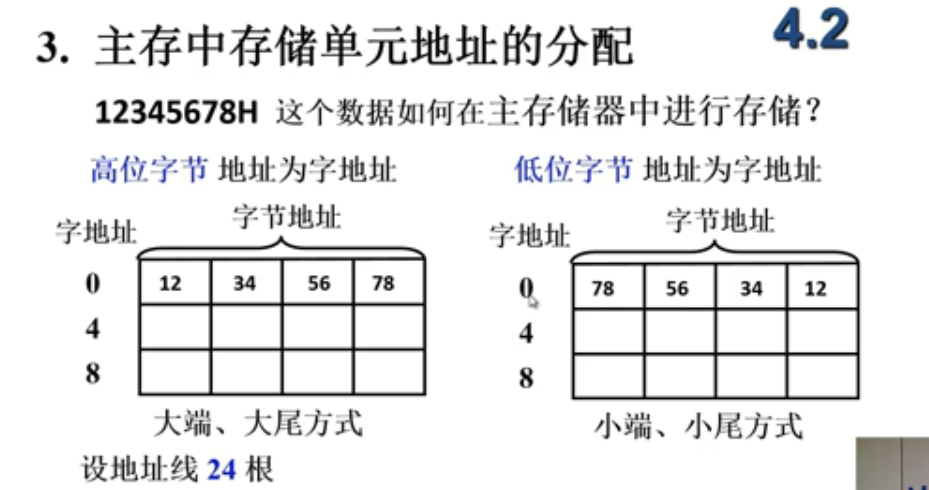 3. 主存中存储单元地址的分配
4.2
12345678H 这个数据如何在主存储器中进行存储？
高位字节 地址为字地址
低位字节 地址为字地址
字地址
字节地址
0 12 34 56 78
4
8
大端、大尾方式
字地址
字节地址
0 78 56 34 12
4
8
小端、小尾方式
设地址线 24 根